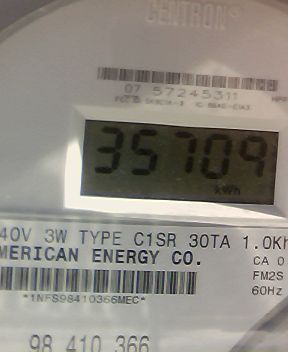 CENTRON®
07 57245311
35709
kWh
40V 3W TYPE C1SR 30TA 1.0Kh
MERICAN ENERGY CO.
CA 0
FM2S
60Hz
*1NFS98410366MEC*
98 410 366